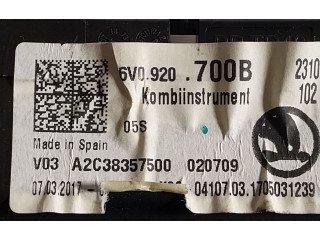 6V0.920 .700B 2310
Kombiinstrument 102
05S
Made in Spain
V03 A2C38357500 020709
07.03.2017 - 04107.03.1705031239